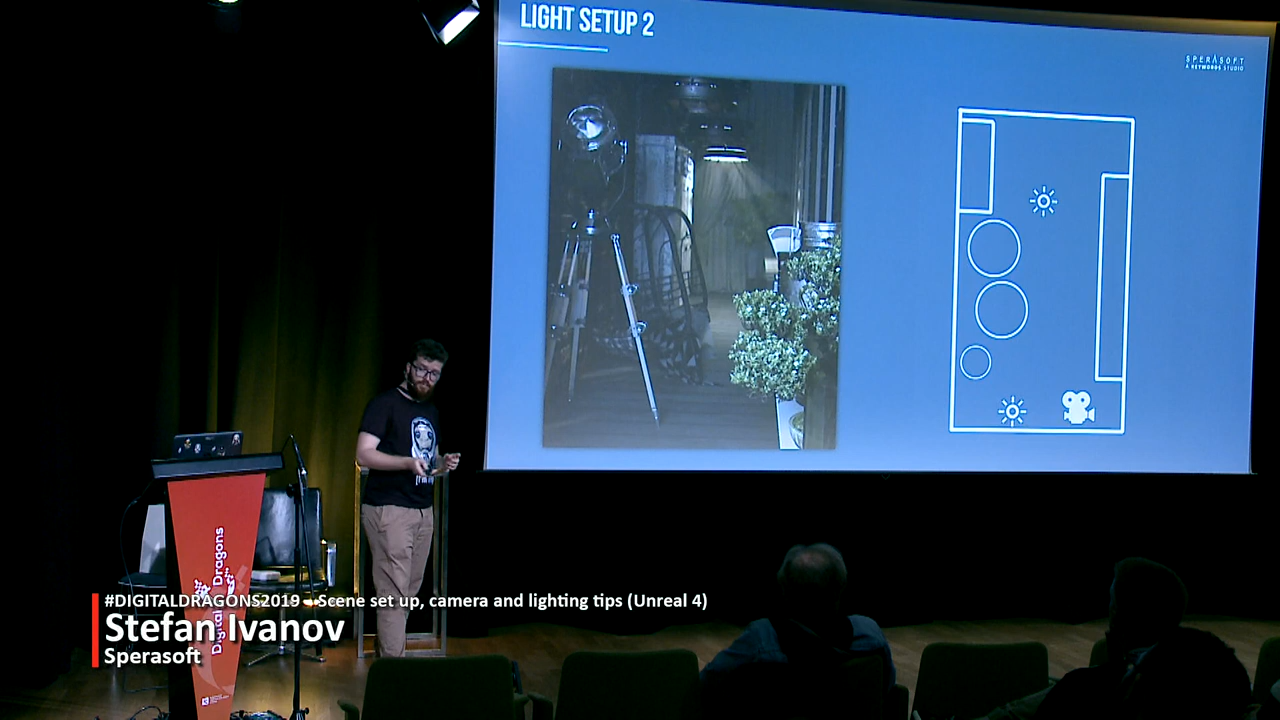 LIGHT SETUP 2
SPERASOFT
A KEYWORDS STUDIO
Digital Dragons
#DIGITALDRAGONS2019 - Scene set up, camera and lighting tips (Unreal 4)
Stefan Ivanov
Sperasoft